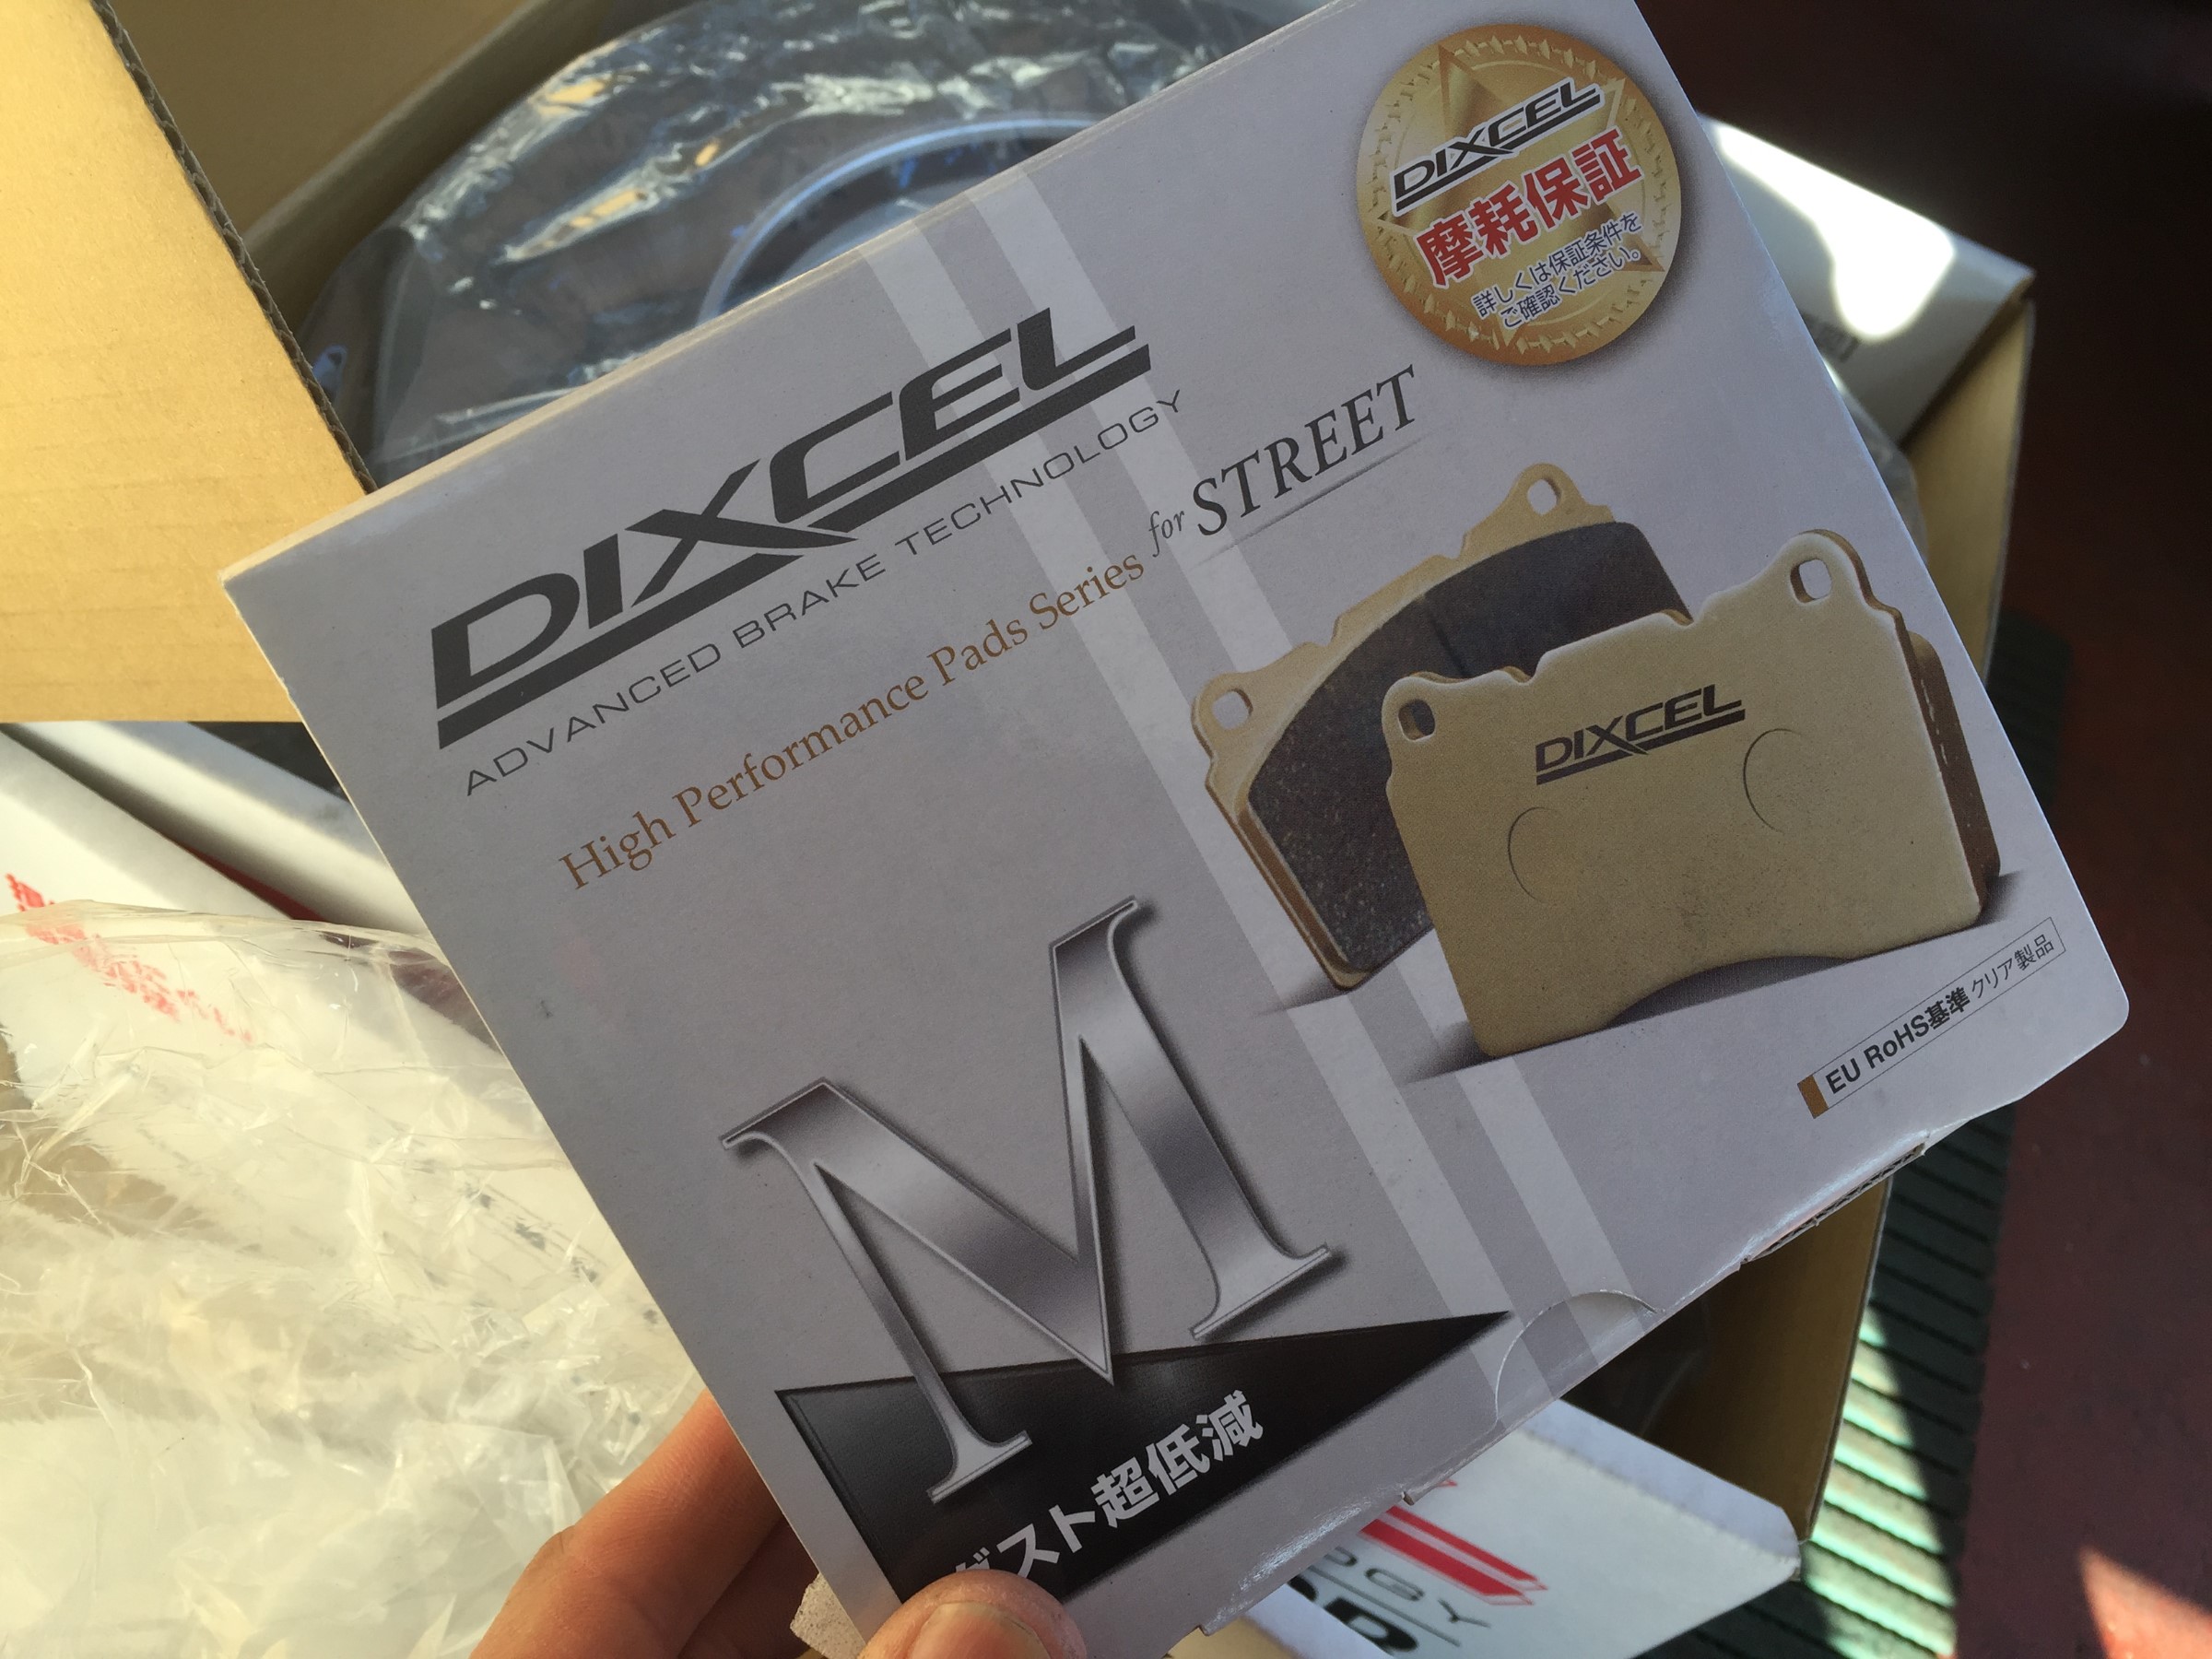 DIXCEL
摩耗保証
詳しくは保証条件を
ご確認ください。
DIXCEL
ADVANCED BRAKE TECHNOLOGY
High Performance Pads Series for STREET
DIXCEL
EU RoHS基準 クリア製品
M
ダスト超低減